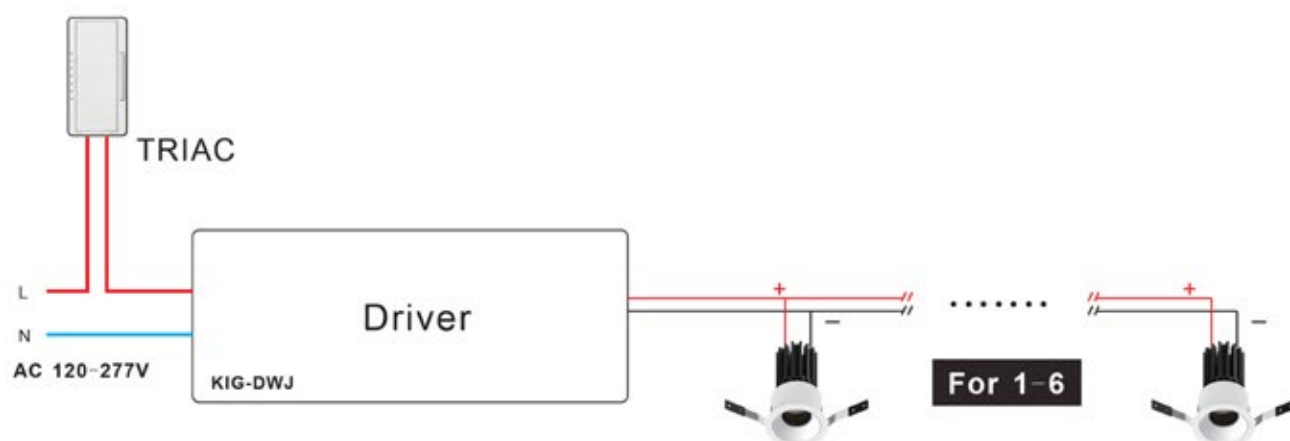 TRIAC
L
N
AC 120-277V
Driver
KIG-DWJ
+
−
.......
For 1-6
+
−